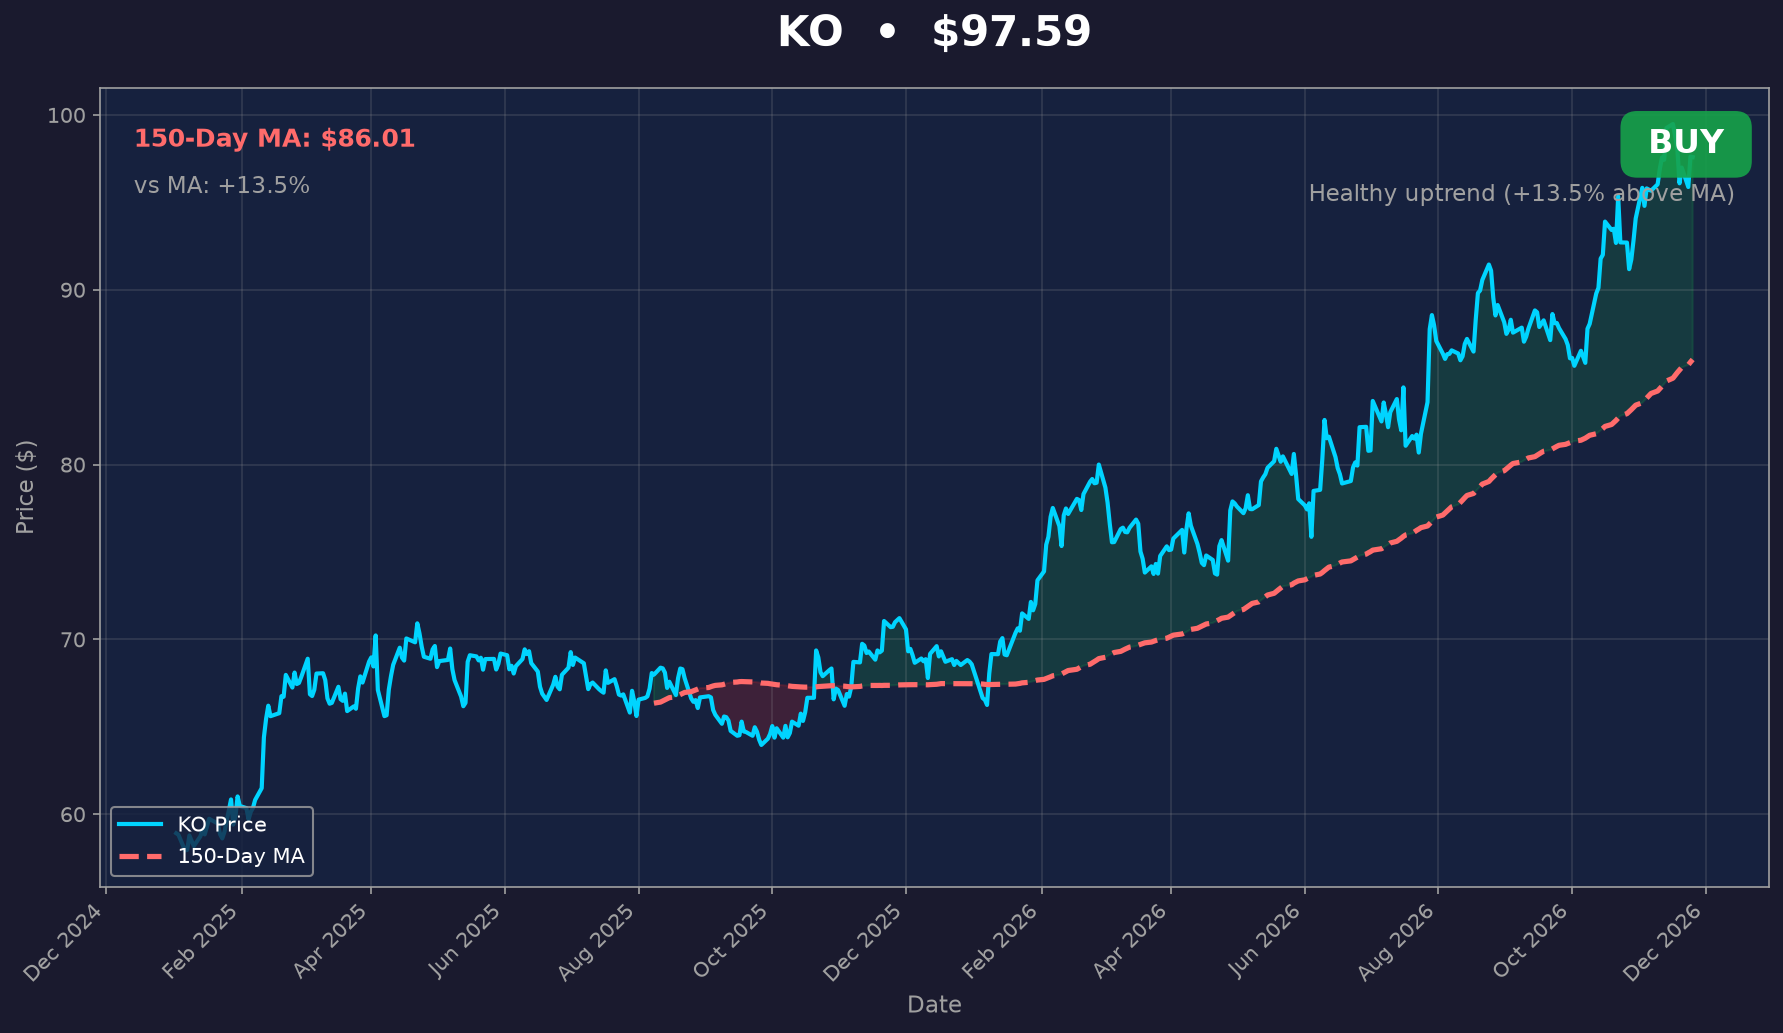 KO • $97.59
150-Day MA: $86.01
vs MA: +13.5%
BUY
Healthy uptrend (+13.5% above MA)
100
90
80
70
60
Price ($)
KO Price
150-Day MA
Dec 2024
Feb 2025
Apr 2025
Jun 2025
Aug 2025
Oct 2025
Dec 2025
Feb 2026
Apr 2026
Jun 2026
Aug 2026
Oct 2026
Dec 2026
Date